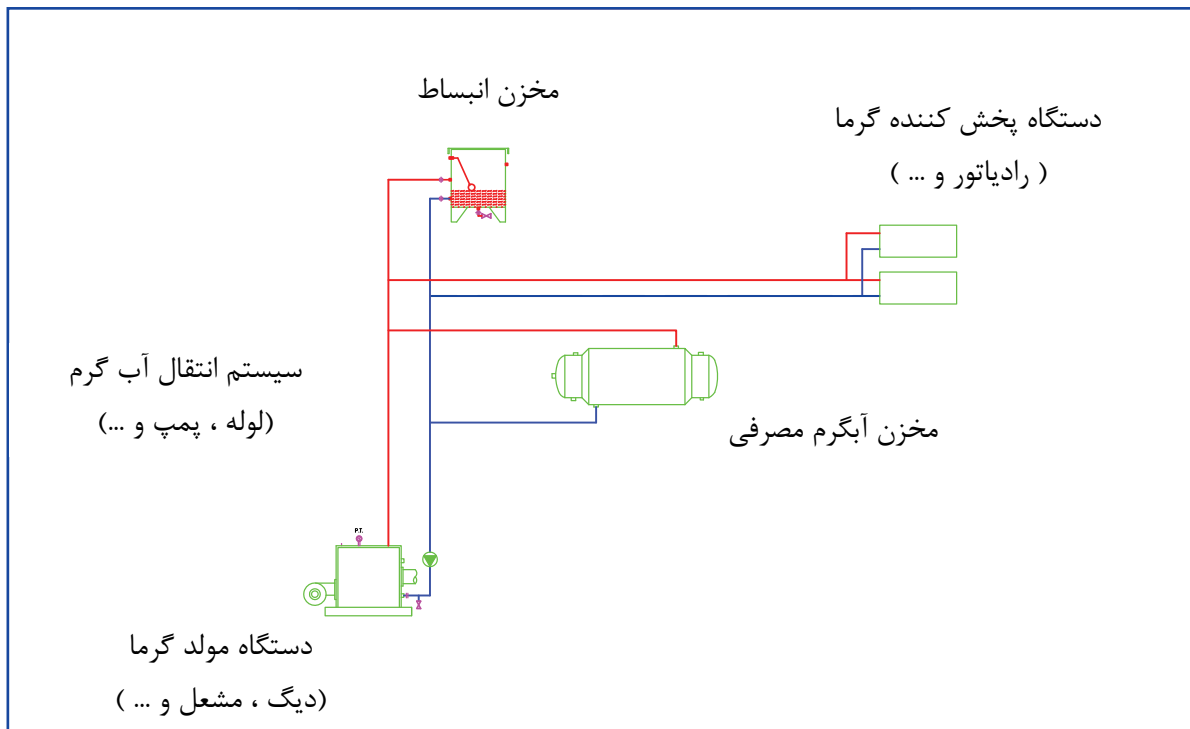 مخزن انبساط
دستگاه پخش کننده گرما
( رادیاتور و ... )
سیستم انتقال آب گرم
(لوله ، پمپ و ...)
مخزن آبگرم مصرفی
P.T.
دستگاه مولد گرما
(دیگ ، مشعل و ... )